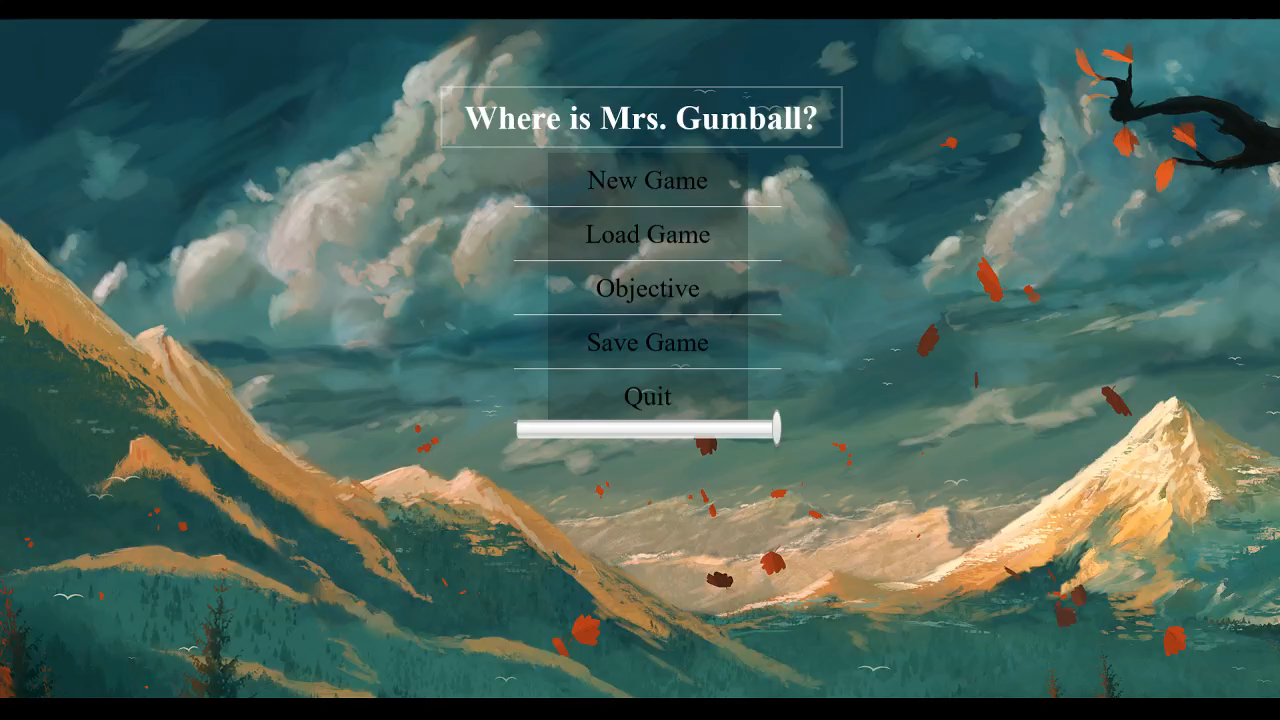 Where is Mrs. Gumball?
New Game
Load Game
Objective
Save Game
Quit